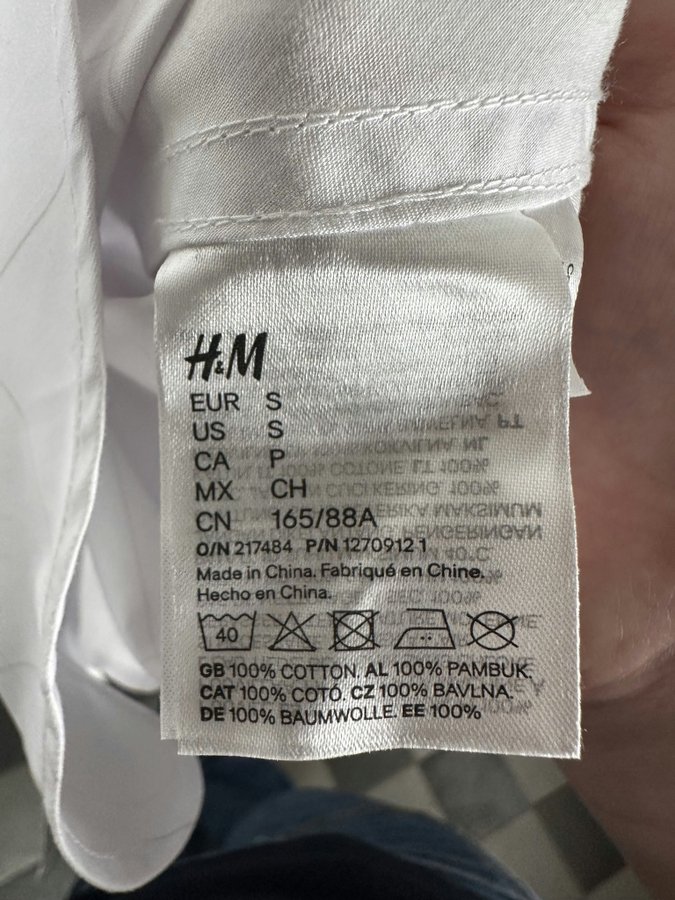 H&M
EUR S
US S
CA P
MX CH
CN 165/88A
O/N 217484 P/N 1270912 1
Made in China. Fabriqué en Chine.
Hecho en China.
40
GB 100% COTTON. AL 100% PAMBUK.
CAT 100% COTÓ. CZ 100% BAVLNA.
DE 100% BAUMWOLLE. EE 100%